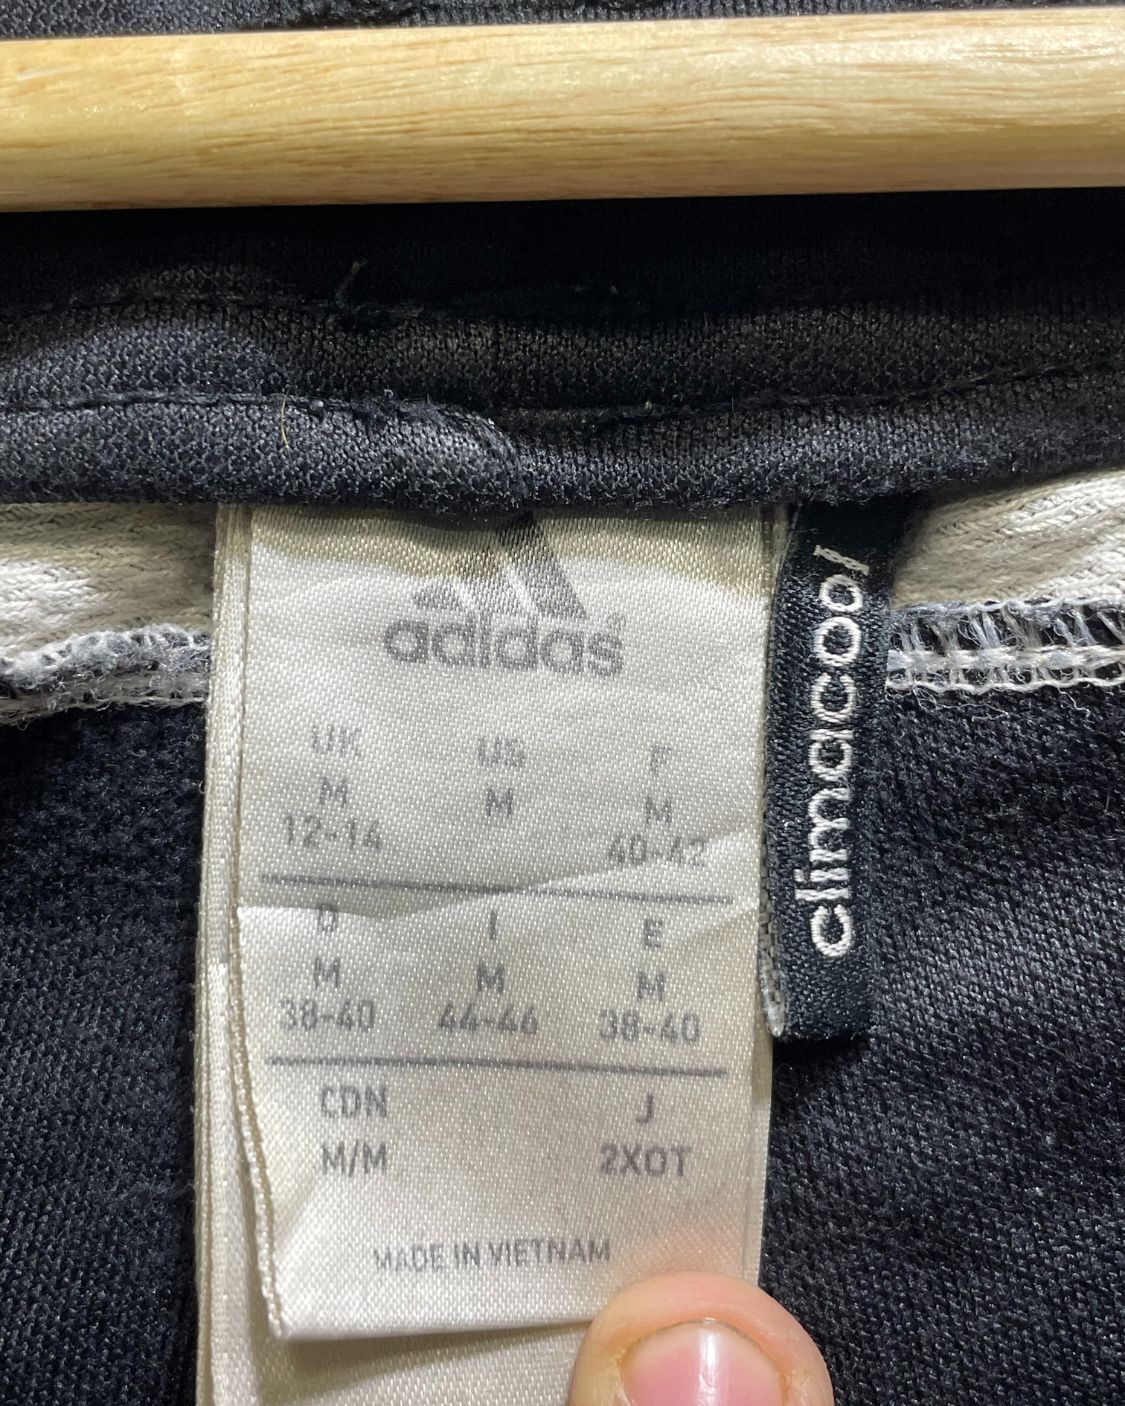 adidas
UK US F
M M M
12-14 40-42
D I E
M M M
38-40 44-46 38-40
CDN J
M/M 2XOT
MADE IN VIETNAM
climacool